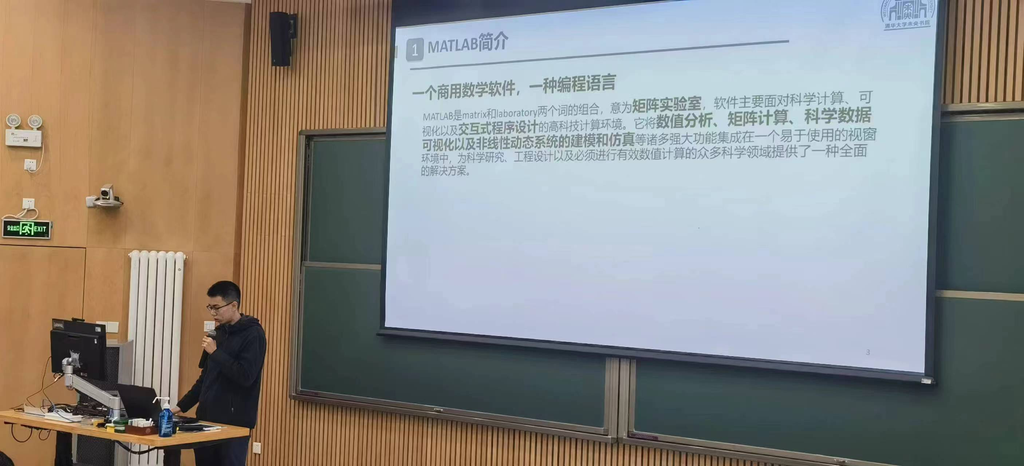 1 MATLAB简介
一个商用数学软件，一种编程语言
MATLAB是matrix和laboratory两个词的组合，意为矩阵实验室，软件主要面对科学计算、可
视化以及交互式程序设计的高科技计算环境。它将数值分析、矩阵计算、科学数据
可视化以及非线性动态系统的建模和仿真等诸多强大功能集成在一个易于使用的视窗
环境中，为科学研究、工程设计以及必须进行有效数值计算的众多科学领域提供了一种全面
的解决方案。
3
EXIT